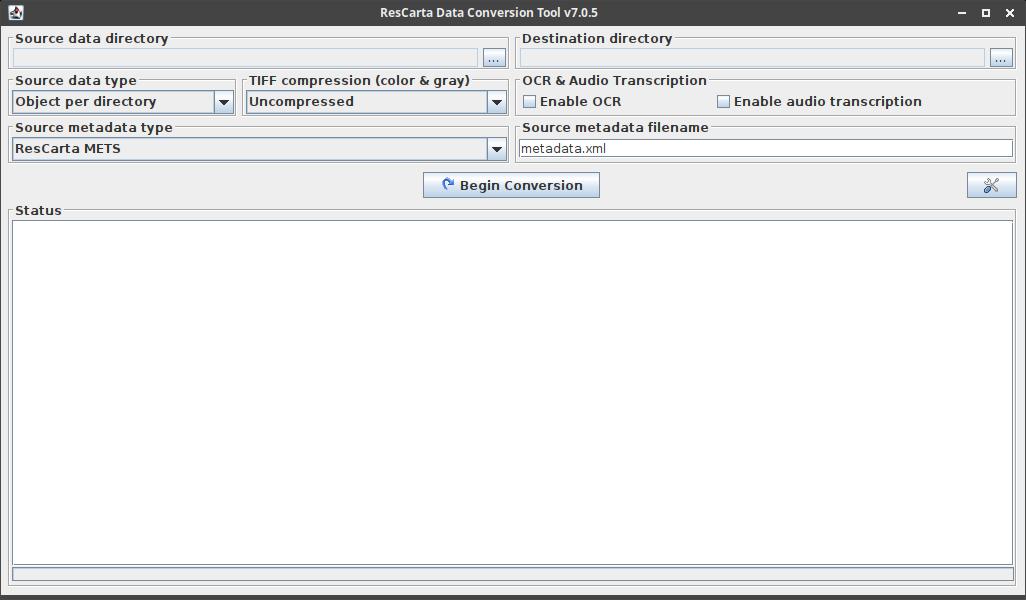 ResCarta Data Conversion Tool v7.0.5
Source data directory
...
Destination directory
...
Source data type
Object per directory
TIFF compression (color & gray)
Uncompressed
OCR & Audio Transcription
Enable OCR
Enable audio transcription
Source metadata type
ResCarta METS
Source metadata filename
metadata.xml
Begin Conversion
Status